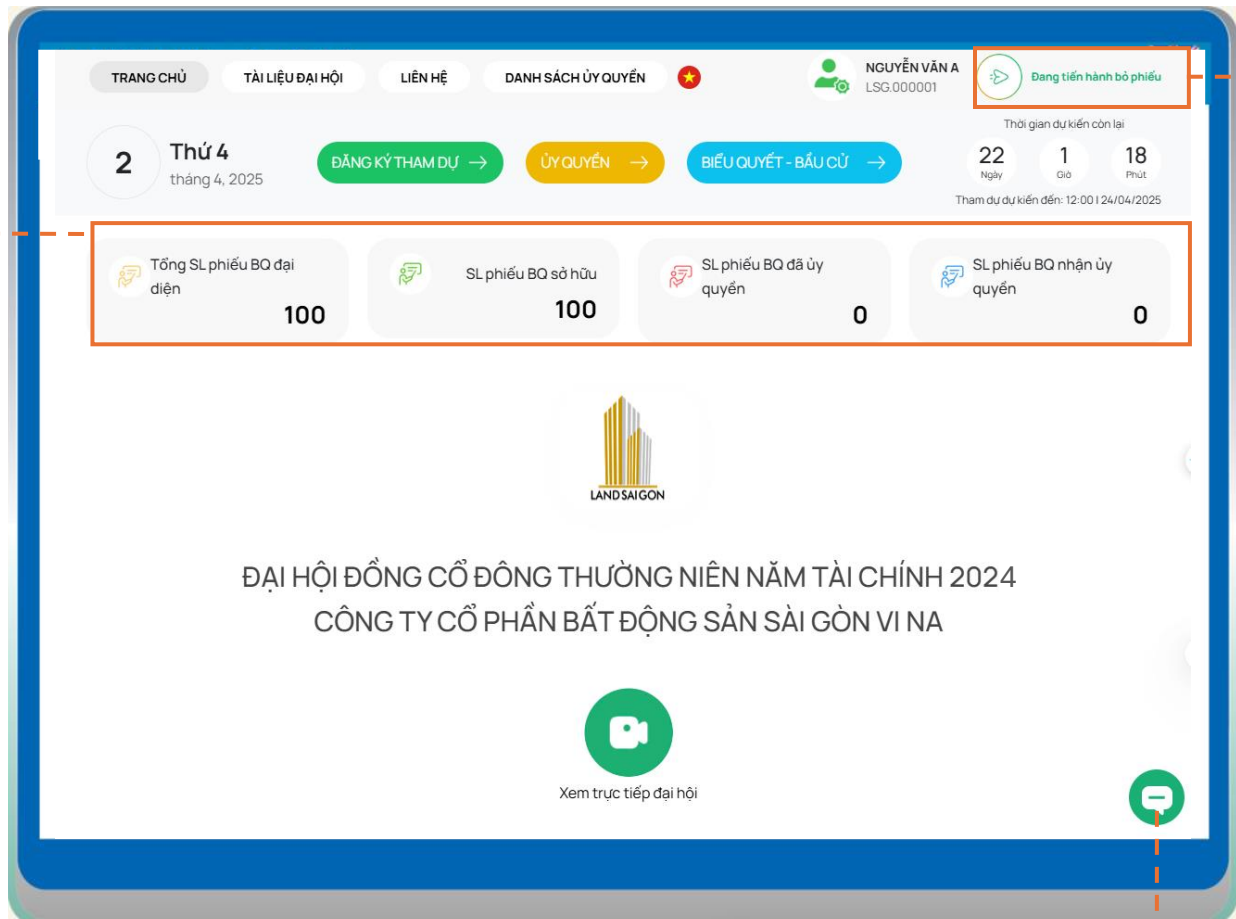 TRANG CHỦ
TÀI LIỆU ĐẠI HỘI
LIÊN HỆ
DANH SÁCH ỦY QUYỀN
NGUYỄN VĂN A
LSG.000001
Đang tiến hành bỏ phiếu
2
Thứ 4
tháng 4, 2025
ĐĂNG KÝ THAM DỰ →
ỦY QUYỀN →
BIỂU QUYẾT - BẦU CỬ →
Thời gian dự kiến còn lại
22 1 18
Ngày Giờ Phút
Tham dự dự kiến đến: 12:00 | 24/04/2025
Tổng SL phiếu BQ đại
diện
100
SL phiếu BQ sở hữu
100
SL phiếu BQ đã ủy
quyền
0
SL phiếu BQ nhận ủy
quyền
0
LAND SAIGON
ĐẠI HỘI ĐỒNG CỔ ĐÔNG THƯỜNG NIÊN NĂM TÀI CHÍNH 2024
CÔNG TY CỔ PHẦN BẤT ĐỘNG SẢN SÀI GÒN VI NA
Xem trực tiếp đại hội